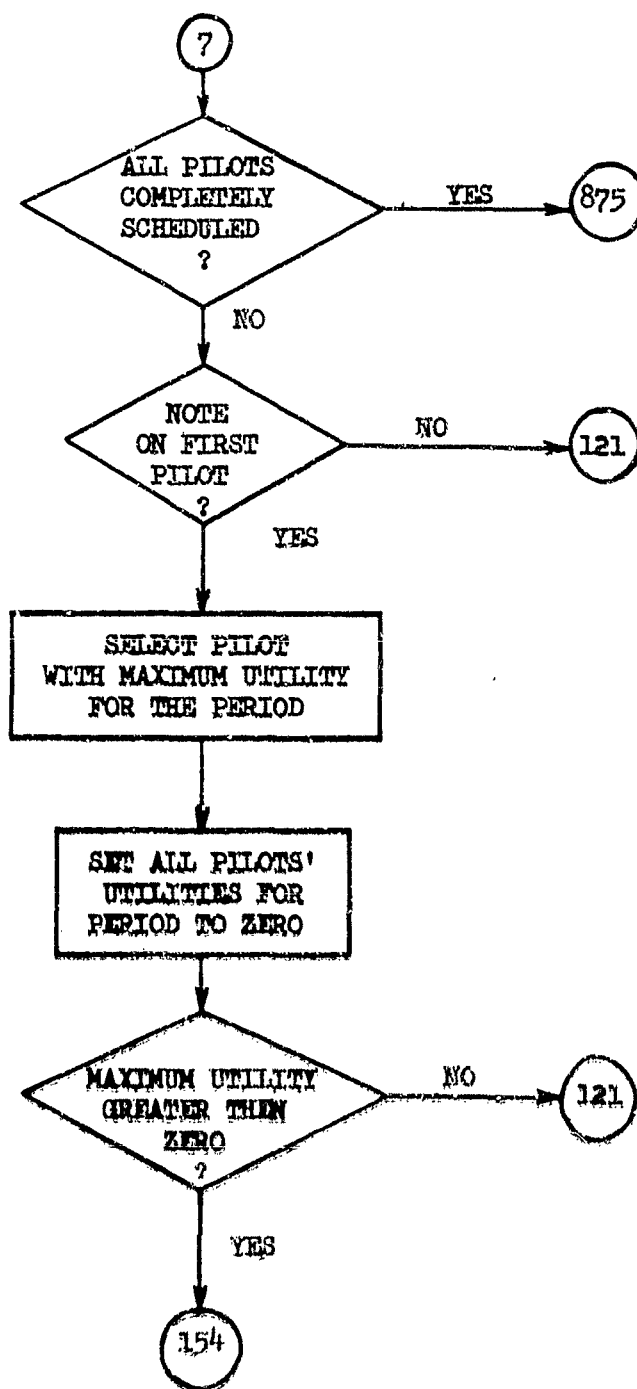 7
ALL PILOTS
COMPLETELY
SCHEDULED
?
YES
875
NO
NOTE
ON FIRST
PILOT
?
NO
121
YES
SELECT PILOT
WITH MAXIMUM UTILITY
FOR THE PERIOD
SET ALL PILOTS'
UTILITIES FOR
PERIOD TO ZERO
MAXIMUM UTILITY
GREATER THEN
ZERO
?
NO
121
YES
154